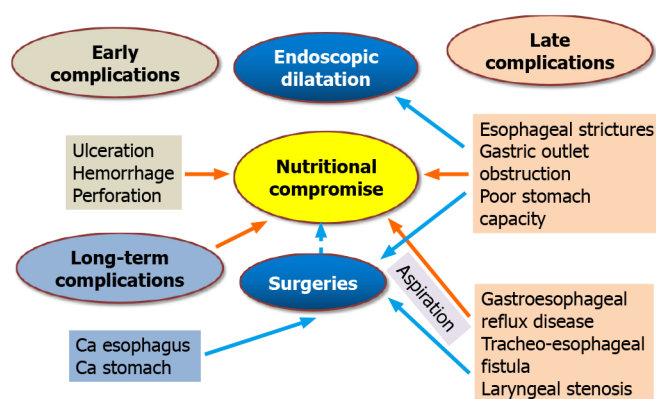 Early
complications
Endoscopic
dilatation
Late
complications
Ulceration
Hemorrhage
Perforation
Nutritional
compromise
Esophageal strictures
Gastric outlet
obstruction
Poor stomach
capacity
Long-term
complications
Surgeries
Aspiration
Ca esophagus
Ca stomach
Gastroesophageal
reflux disease
Tracheo-esophageal
fistula
Laryngeal stenosis